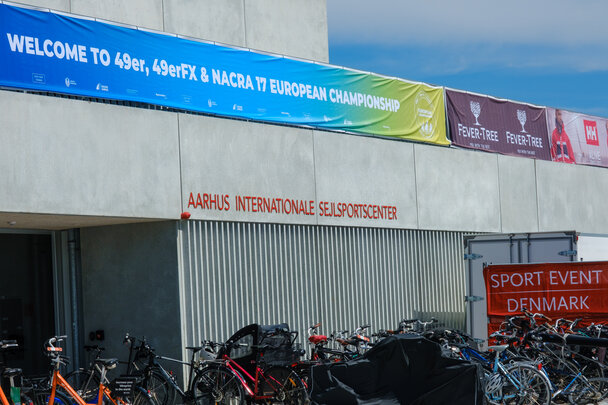 WELCOME TO 49er, 49erFX & NACRA 17 EUROPEAN CHAMPIONSHIP
FEVER-TREE
FEVER-TREE
HH
AARHUS INTERNATIONALE SEJLSPORTSCENTER
SPORT EVENT
DENMARK